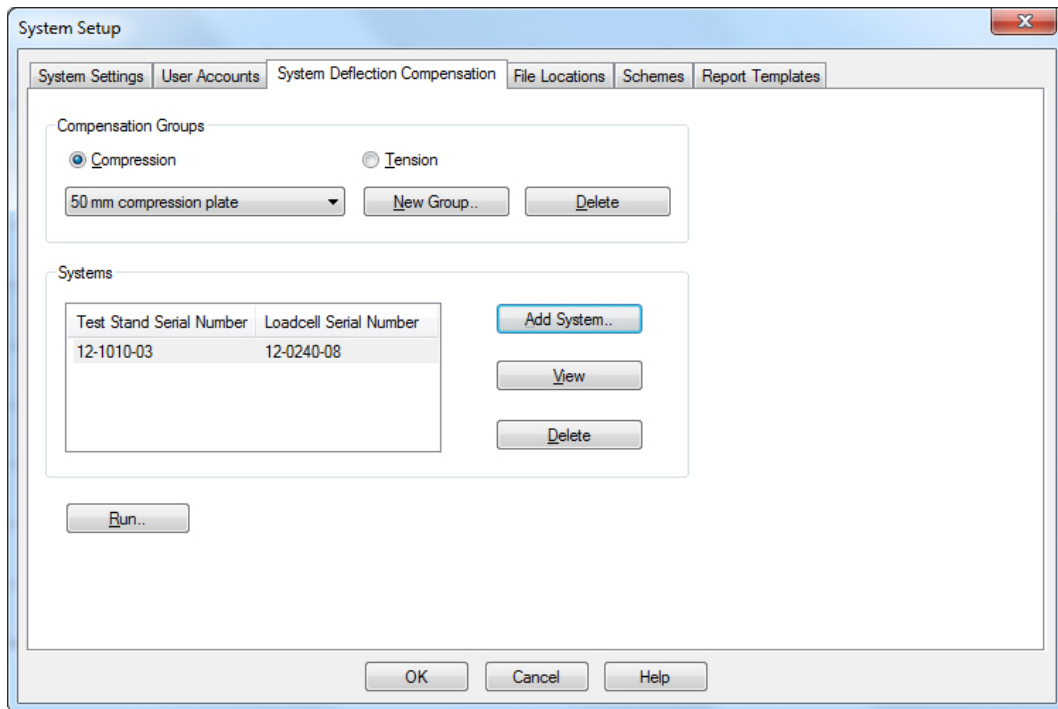 System Setup
System Settings User Accounts System Deflection Compensation File Locations Schemes Report Templates
Compensation Groups
Compression Tension
50 mm compression plate New Group.. Delete
Systems
Test Stand Serial Number Loadcell Serial Number Add System..
12-1010-03 12-0240-08
View
Delete
Run..
OK Cancel Help